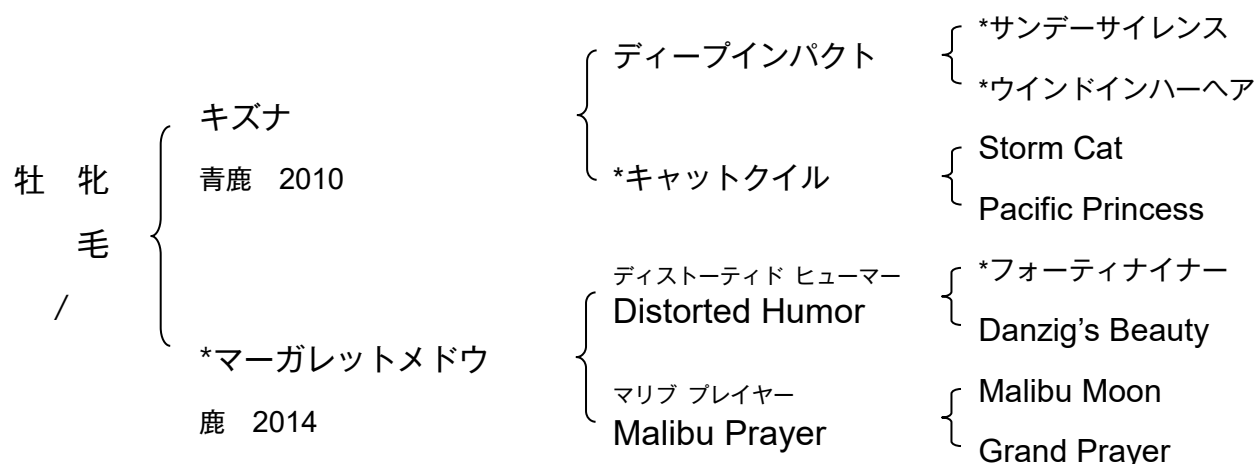 *サンデーサイレンス
ディープインパクト
*ウインドインハーヘア
キズナ
青鹿 2010
Storm Cat
*キャットクイル
Pacific Princess
牡 牝
毛
/
ディストーティド ヒューマー
Distorted Humor
*フォーティナイナー
Danzig’s Beauty
*マーガレットメドウ
鹿 2014
マリブ プレイヤー
Malibu Prayer
Malibu Moon
Grand Prayer